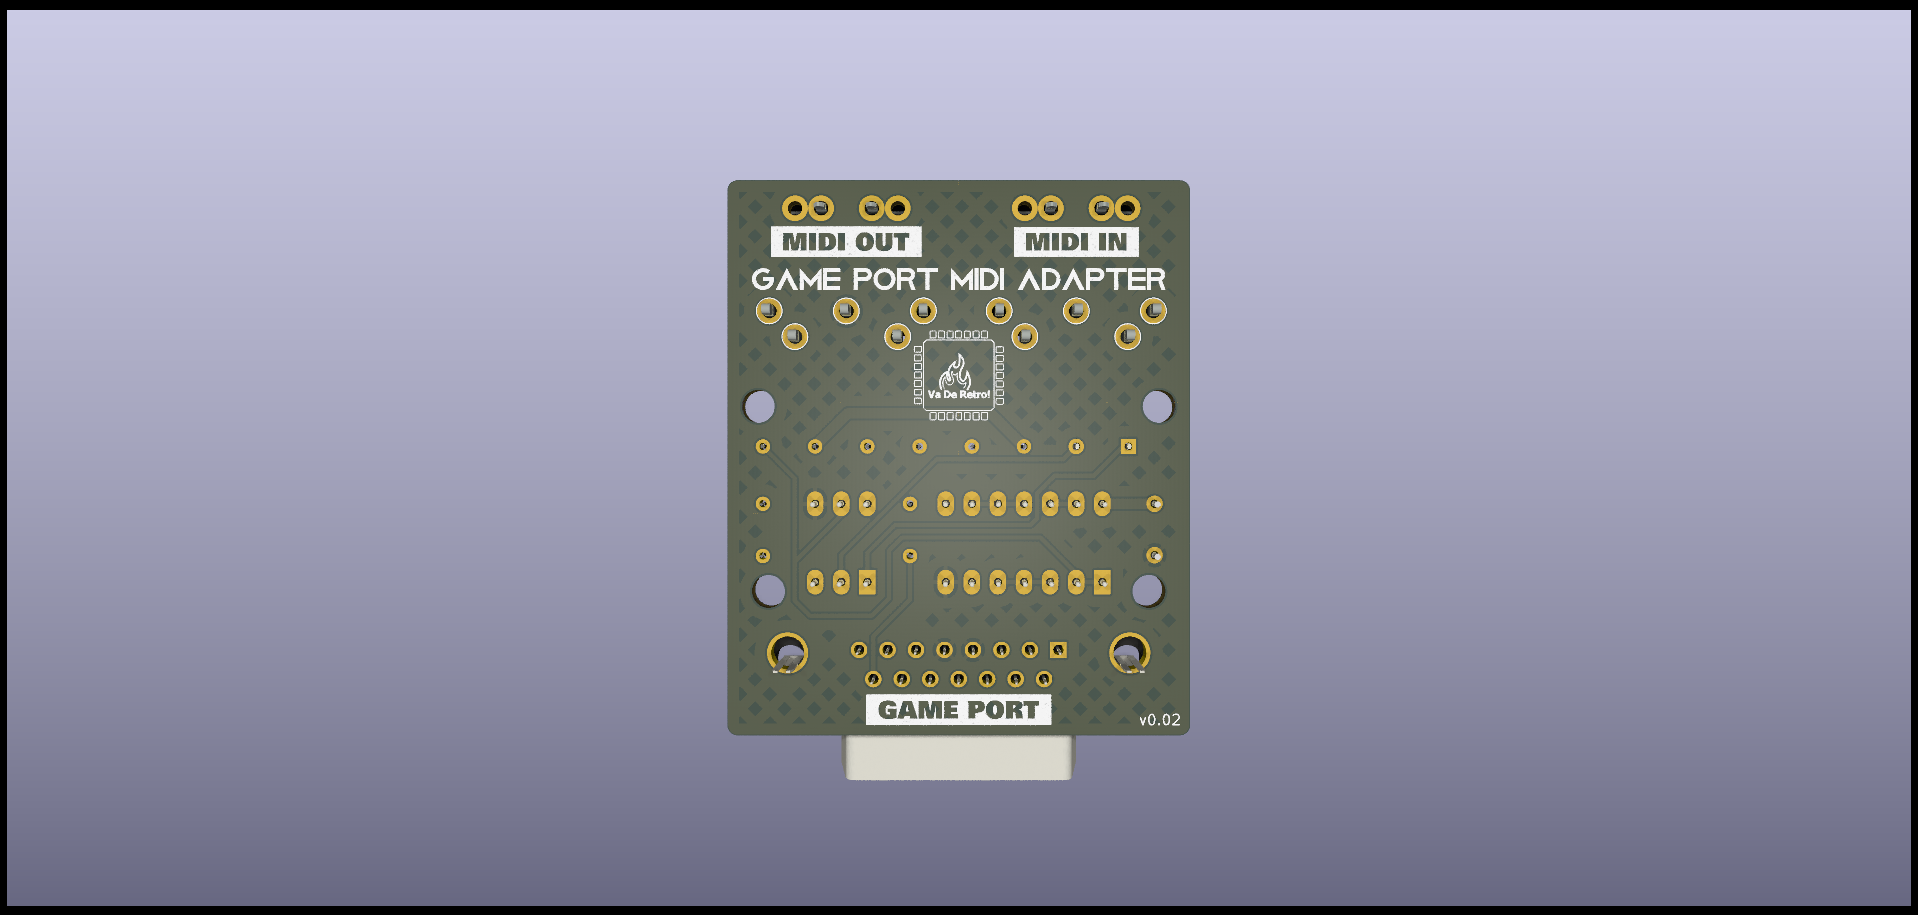 MIDI OUT
MIDI IN
GAME PORT MIDI ADAPTER
Va De Retro!
GAME PORT
v0.02